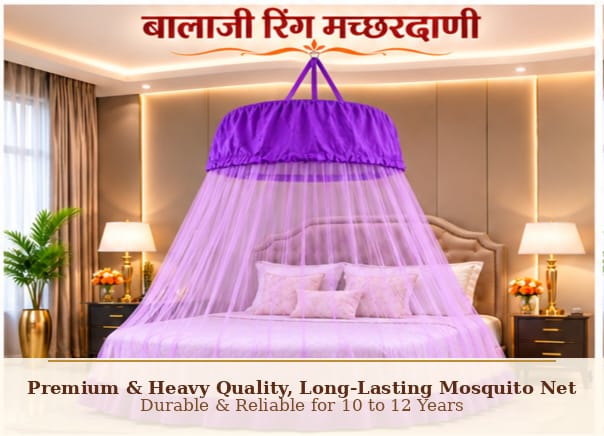 बालाजी रिंग मच्छरदाणी
Premium & Heavy Quality, Long-Lasting Mosquito Net
Durable & Reliable for 10 to 12 Years